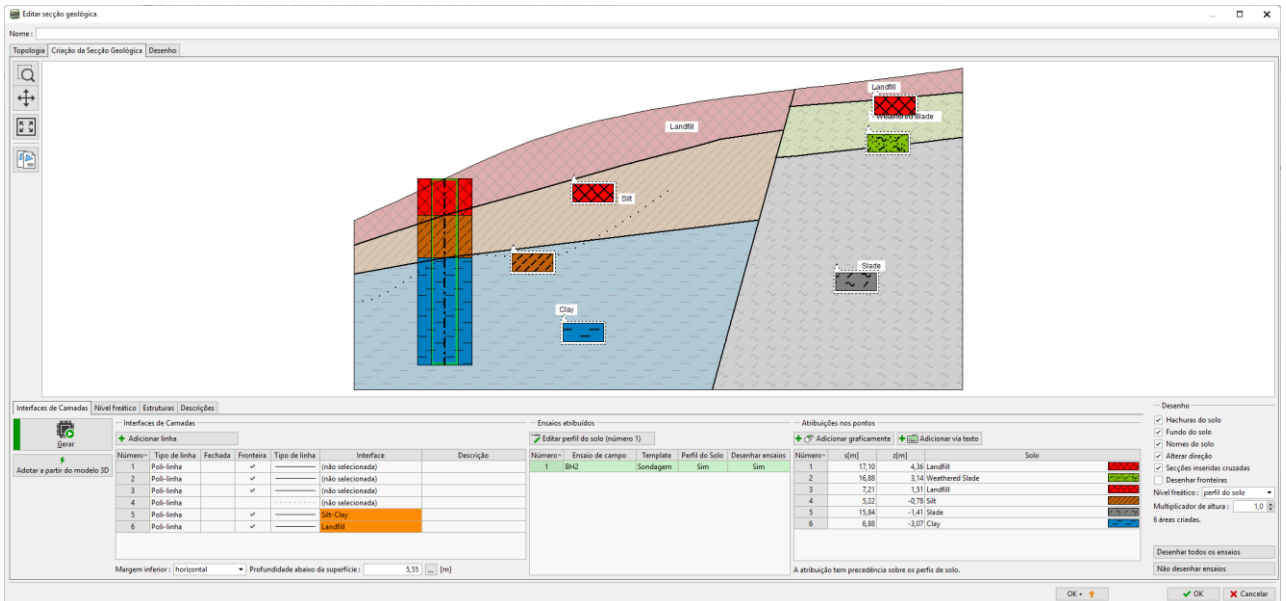 Editar secção geológica
Nome :
Topologia Criação da Secção Geológica Desenho
Landfill
Weathered Slade
Landfill
Silt
Slade
Clay
Interfaces de Camadas Nível freático Estruturas Descrições
Gerar
Adotar a partir do modelo 3D
Interfaces de Camadas
Adicionar linha
Número Tipo de linha Fechada Fronteira Tipo de linha Interface Descrição
1 Poli-linha (não selecionada)
2 Poli-linha (não selecionada)
3 Poli-linha (não selecionada)
4 Poli-linha (não selecionada)
5 Poli-linha Silt-Clay
6 Poli-linha Landfill
Margem inferior : horizontal Profundidade abaixo da superfície : 5,55 ... [m]
Ensaios atribuídos
Editar perfil do solo (número 1)
Número Ensaio de campo Template Perfil do Solo Desenhar ensaios
1 BH2 Sondagem Sim Sim
Atribuições nos pontos
Adicionar graficamente Adicionar via texto
Número s[m] z[m] Solo
1 17,10 4,36 Landfill
2 16,88 3,14 Weathered Slade
3 7,21 1,51 Landfill
4 5,22 -0,78 Silt
5 15,84 -1,41 Slade
6 6,88 -3,07 Clay
A atribuição tem precedência sobre os perfis de solo.
Desenho
Hachuras do solo
Fundo do solo
Nomes do solo
Alterar direção
Secções inseridas cruzadas
Desenhar fronteiras
Nível freático : perfil do solo
Multiplicador de altura : 1,0
6 áreas criadas.
Desenhar todos os ensaios
Não desenhar ensaios
OK + OK Cancelar